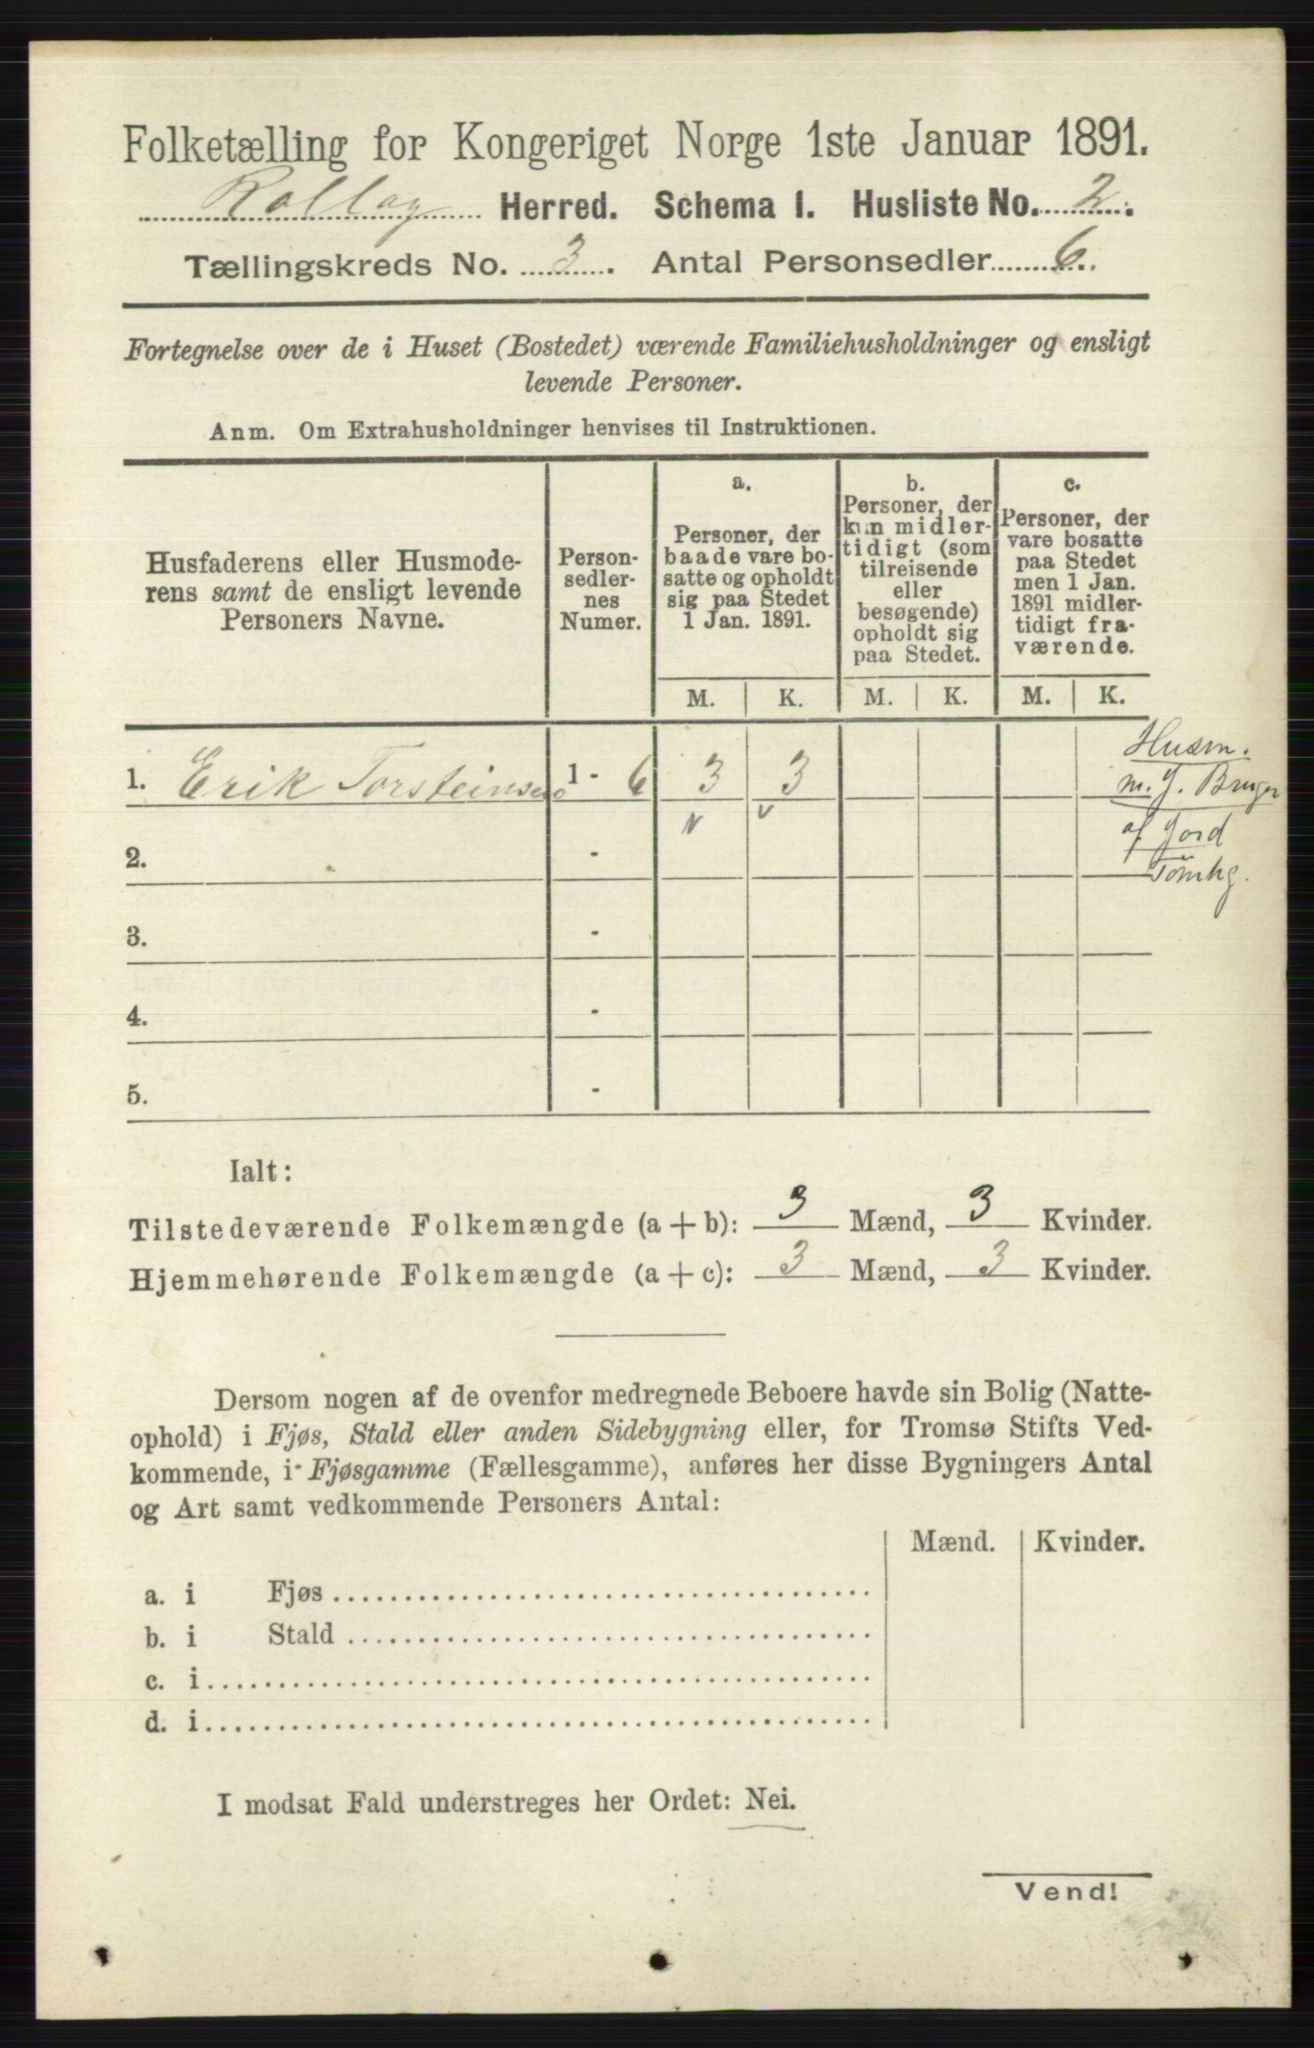 Folketælling for Kongeriget Norge 1ste Januar 1891.
Rollag Herred. Schema I. Husliste No. 2.
Tællingskreds No. 3. Antal Personsedler 6.
Fortegnelse over de i Huset (Bostedet) værende Familiehusholdninger og ensligt
levende Personer.
Anm. Om Extrahusholdninger henvises til Instruktionen.
Husfaderens eller Husmode-
rens samt de ensligt levende
Personers Navne.
Person-
sedler-
nes
Numer.
a.
Personer, der
baade vare bo-
satte og opholdt
sig paa Stedet
1 Jan. 1891.
b.
Personer, der
kun midler-
tidigt (som
tilreisende
eller
besøgende)
opholdt sig
paa Stedet.
c.
Personer, der
vare bosatte
paa Stedet
men 1 Jan.
1891 midler-
tidigt fra-
værende.
M. K. M. K. M. K.
1. Erik Torsteinsen 1 - 6 3 3
Husm.
m. J. Bruger
af Jord
Tømhg.
2. -
3. -
4. -
5. -
Ialt:
Tilstedeværende Folkemængde (a + b): 3 Mænd, 3 Kvinder.
Hjemmehørende Folkemængde (a + c): 3 Mænd, 3 Kvinder.
Dersom nogen af de ovenfor medregnede Beboere havde sin Bolig (Natte-
ophold) i Fjøs, Stald eller anden Sidebygning eller, for Tromsø Stifts Ved-
kommende, i Fjøsgamme (Fællesgamme), anføres her disse Bygningers Antal
og Art samt vedkommende Personers Antal:
Mænd. Kvinder.
a. i Fjøs
b. i Stald
c. i
d. i
I modsat Fald understreges her Ordet: Nei.
Vend!